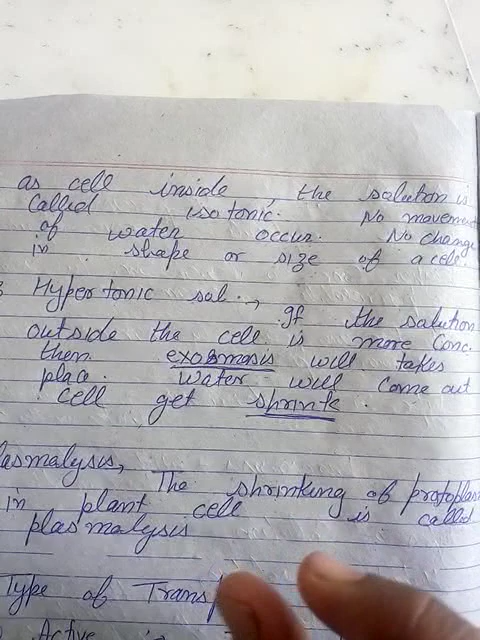 as cell inside, the solution is
called isotonic. No movement
of water occur. No change
in shape or size of a cell.
Hypertonic sol. →
If the solution
outside the cell is more conc.
then exosmosis will takes
place. Water will come out
cell get shrink.
lasmalysis, The shrinking of protoplas
in plant cell is called
plasmalysis
Type of Transp
Active